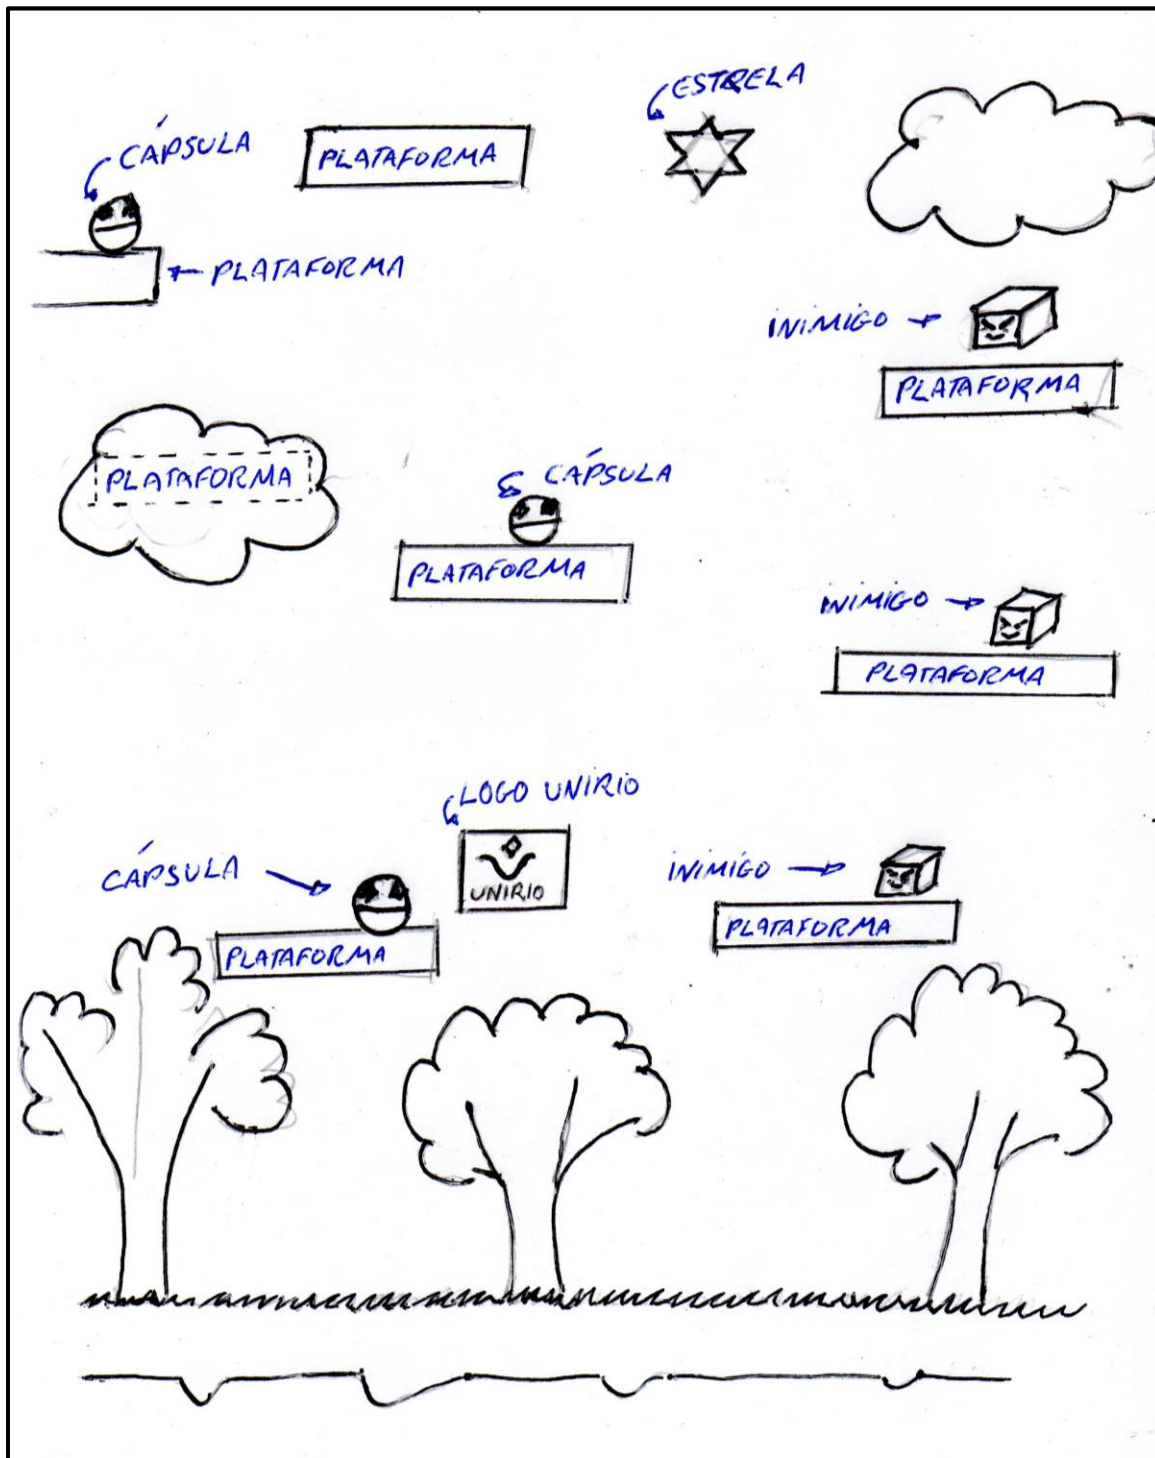 ESTRELA
CÁPSULA
PLATAFORMA
PLATAFORMA
INIMIGO
PLATAFORMA
PLATAFORMA
CÁPSULA
PLATAFORMA
INIMIGO
PLATAFORMA
LOGO UNIRIO
CÁPSULA
UNIRIO
INIMIGO
PLATAFORMA
PLATAFORMA